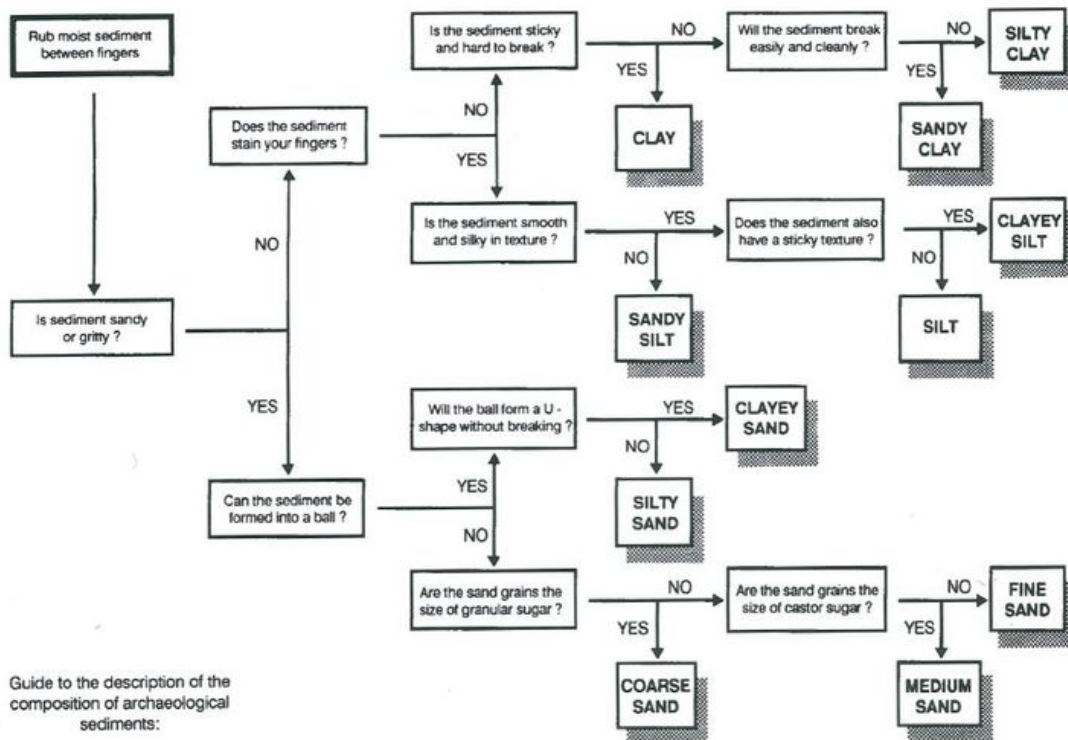 Rub moist sediment
between fingers
Is sediment sandy
or gritty ?
NO
YES
Does the sediment
stain your fingers ?
NO
YES
Is the sediment sticky
and hard to break ?
NO
YES
CLAY
Will the sediment break
easily and cleanly ?
NO
YES
SILTY
CLAY
SANDY
CLAY
Is the sediment smooth
and silky in texture ?
YES
NO
SANDY
SILT
Does the sediment also
have a sticky texture ?
YES
NO
CLAYEY
SILT
SILT
Can the sediment be
formed into a ball ?
YES
NO
Will the ball form a U -
shape without breaking ?
YES
NO
CLAYEY
SAND
SILTY
SAND
Are the sand grains the
size of granular sugar ?
NO
YES
COARSE
SAND
Are the sand grains the
size of castor sugar ?
NO
YES
FINE
SAND
MEDIUM
SAND
Guide to the description of the
composition of archaeological
sediments: